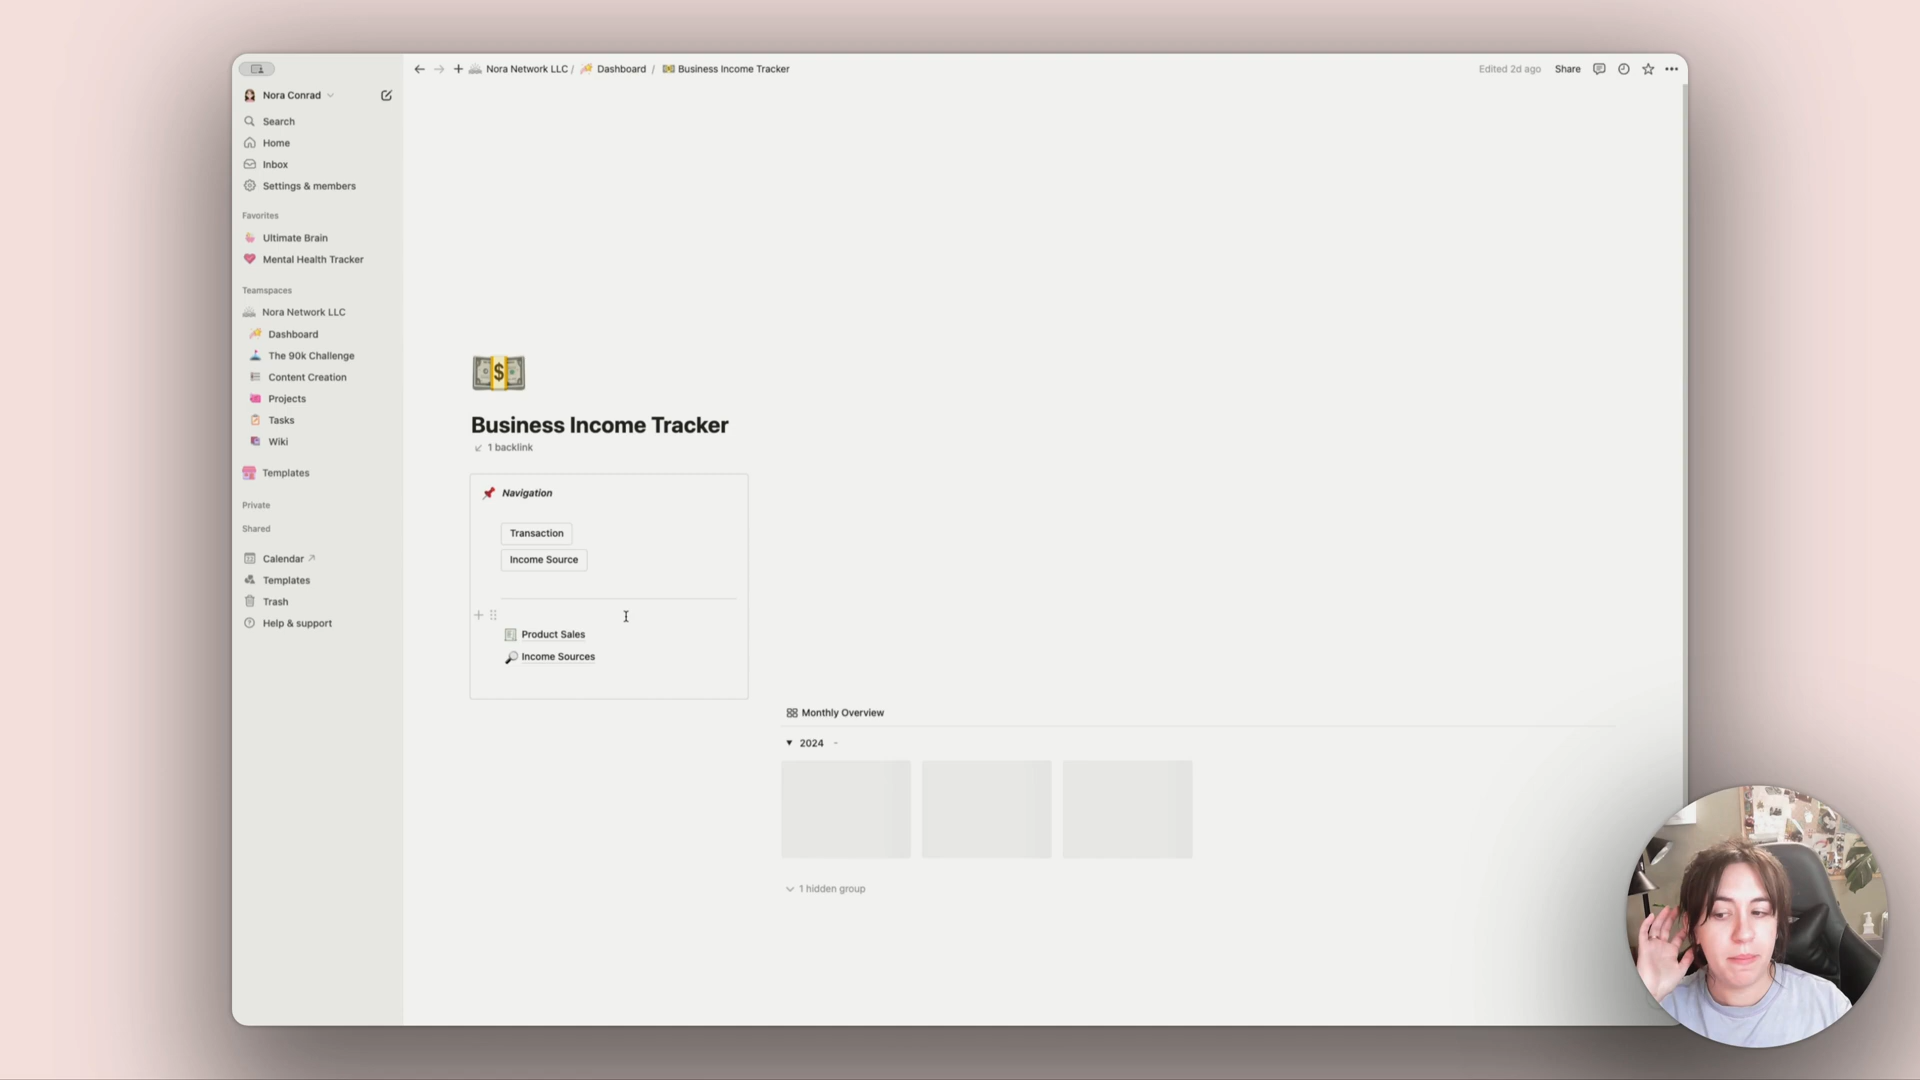 Nora Network LLC / Dashboard / Business Income Tracker
Edited 2d ago Share
Nora Conrad
Search
Home
Inbox
Settings & members
Favorites
Ultimate Brain
Mental Health Tracker
Teamspaces
Nora Network LLC
Dashboard
The 90k Challenge
Content Creation
Projects
Tasks
Wiki
Templates
Private
Shared
Calendar
Templates
Trash
Help & support
Business Income Tracker
1 backlink
Navigation
Transaction
Income Source
Product Sales
Income Sources
Monthly Overview
2024
1 hidden group